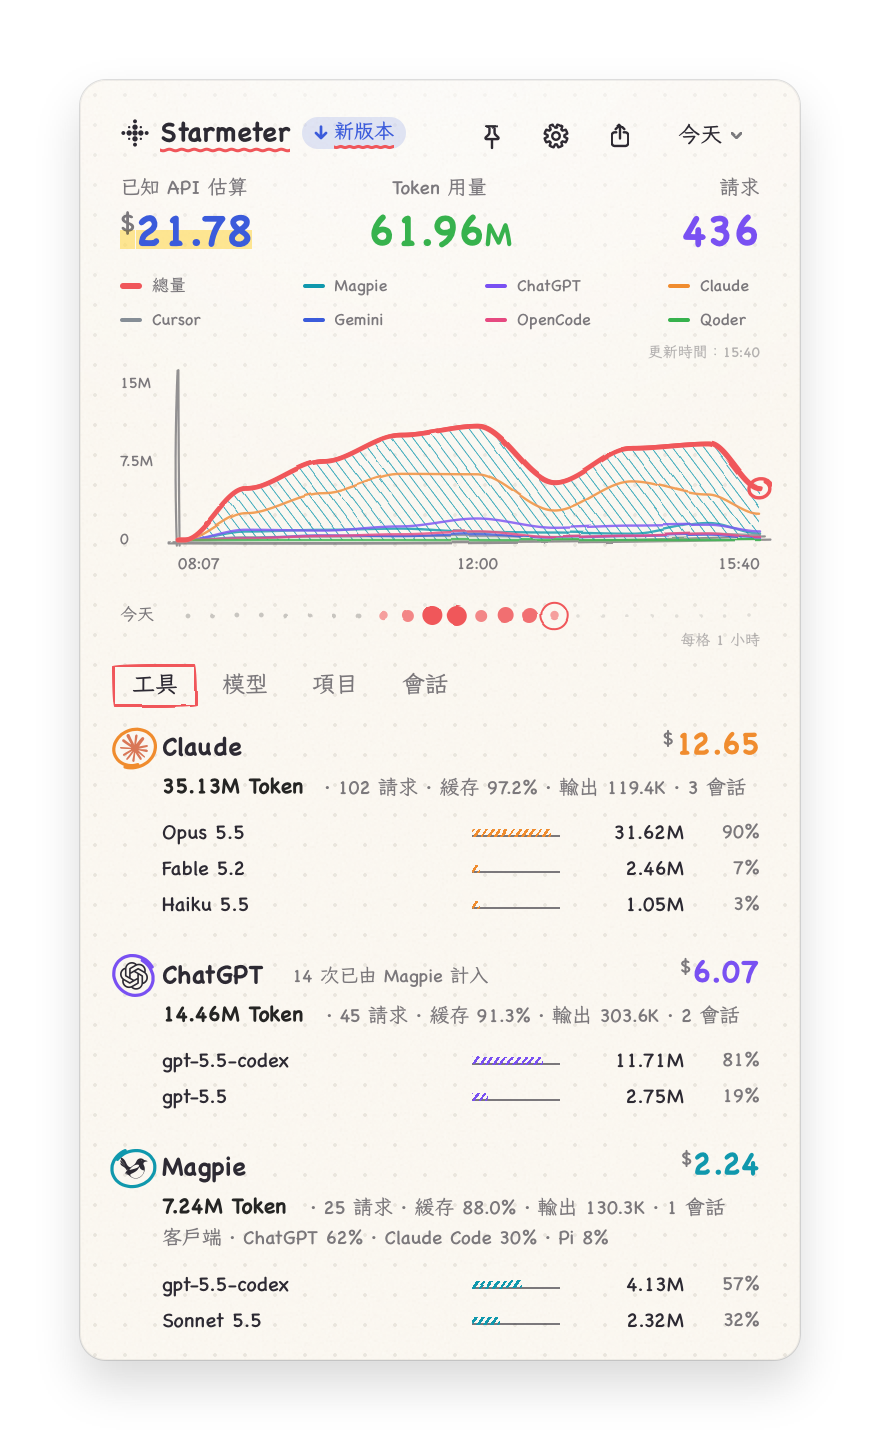 Starmeter ↓ 新版本 今天
已知 API 估算 Token 用量 請求
$21.78 61.96M 436
總量 Magpie ChatGPT Claude
Cursor Gemini OpenCode Qoder
更新時間：15:40
15M
7.5M
0
08:07 12:00 15:40
今天
每格 1 小時
工具 模型 項目 會話
Claude $12.65
35.13M Token · 102 請求 · 緩存 97.2% · 輸出 119.4K · 3 會話
Opus 5.5 31.62M 90%
Fable 5.2 2.46M 7%
Haiku 5.5 1.05M 3%
ChatGPT 14 次已由 Magpie 計入 $6.07
14.46M Token · 45 請求 · 緩存 91.3% · 輸出 303.6K · 2 會話
gpt-5.5-codex 11.71M 81%
gpt-5.5 2.75M 19%
Magpie $2.24
7.24M Token · 25 請求 · 緩存 88.0% · 輸出 130.3K · 1 會話
客戶端 · ChatGPT 62% · Claude Code 30% · Pi 8%
gpt-5.5-codex 4.13M 57%
Sonnet 5.5 2.32M 32%